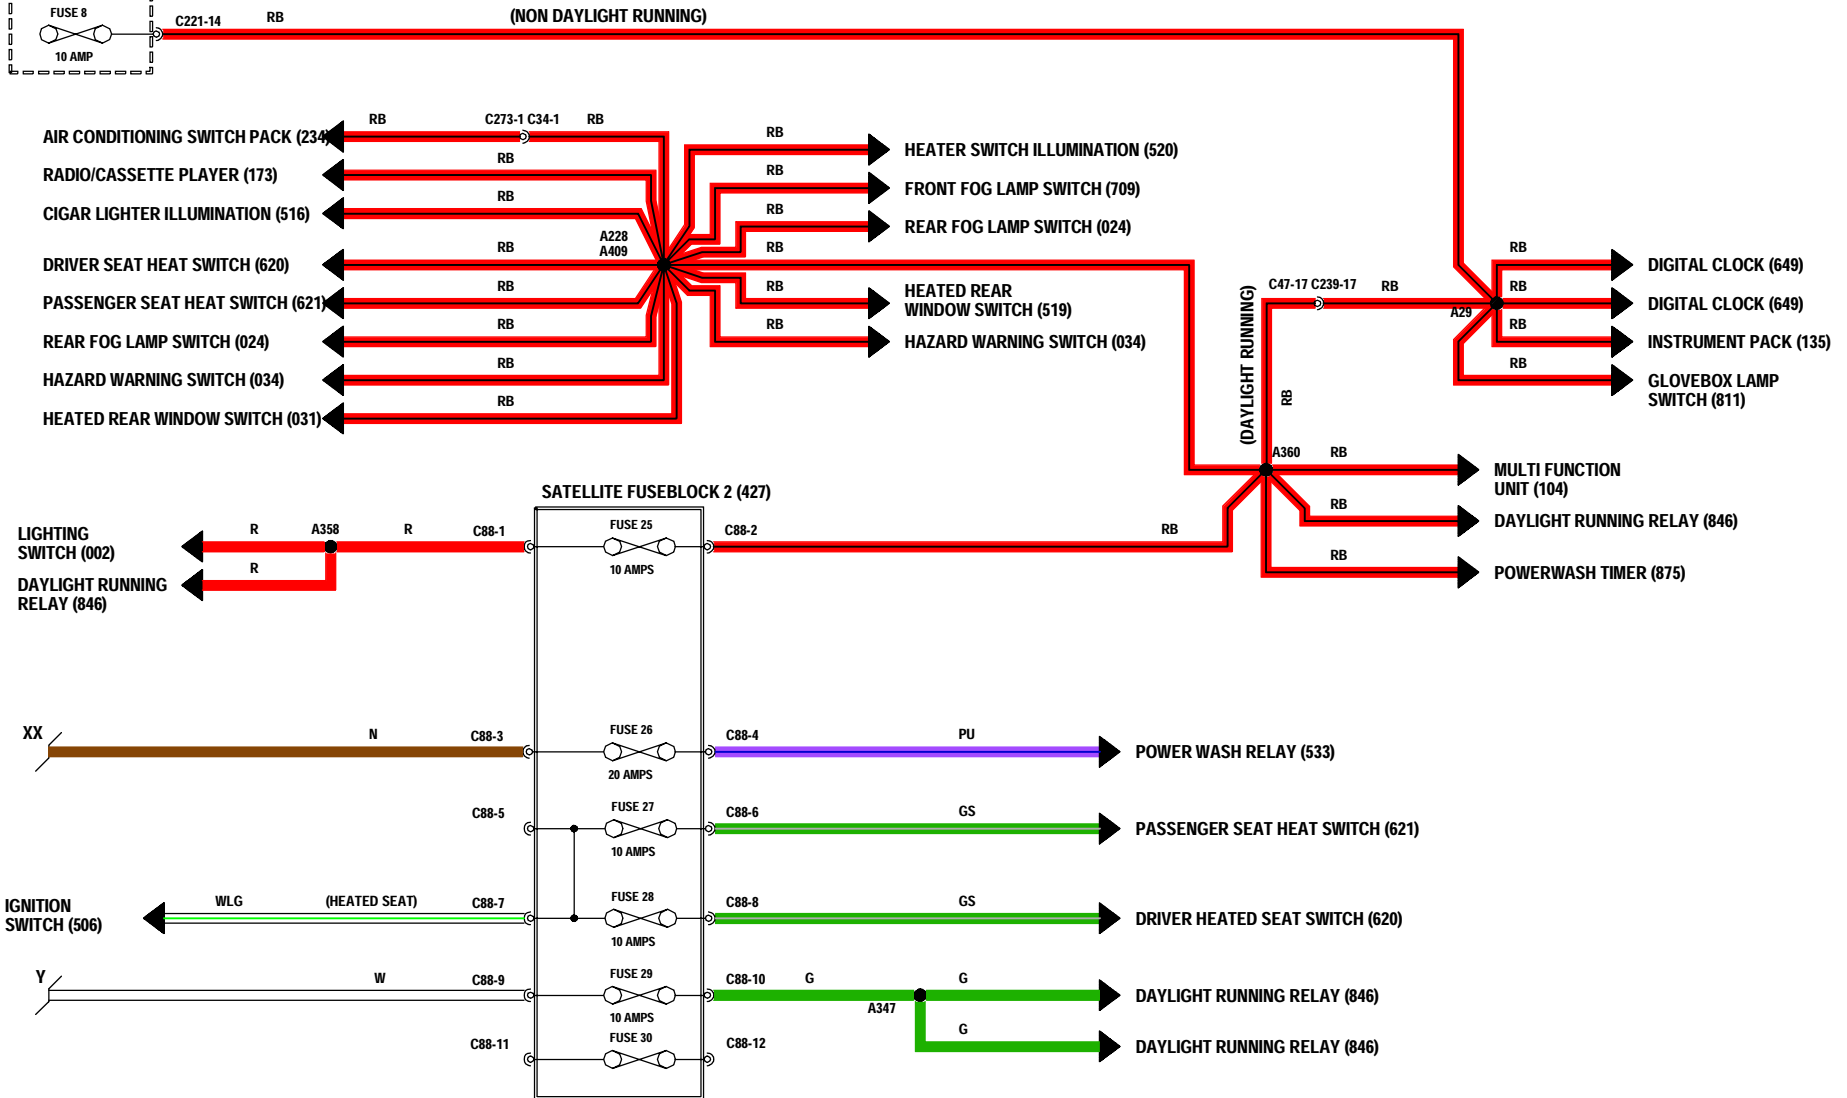 FUSE 8
10 AMP
C221-14
RB
(NON DAYLIGHT RUNNING)
AIR CONDITIONING SWITCH PACK (234)
RB
C273-1 C34-1
RB
RADIO/CASSETTE PLAYER (173)
RB
CIGAR LIGHTER ILLUMINATION (516)
RB
A228
A409
DRIVER SEAT HEAT SWITCH (620)
RB
PASSENGER SEAT HEAT SWITCH (621)
RB
REAR FOG LAMP SWITCH (024)
RB
HAZARD WARNING SWITCH (034)
RB
HEATED REAR WINDOW SWITCH (031)
RB
RB
HEATER SWITCH ILLUMINATION (520)
RB
FRONT FOG LAMP SWITCH (709)
RB
REAR FOG LAMP SWITCH (024)
RB
RB
HEATED REAR
WINDOW SWITCH (519)
RB
HAZARD WARNING SWITCH (034)
(DAYLIGHT RUNNING)
C47-17 C239-17
RB
RB
A29
RB
DIGITAL CLOCK (649)
RB
DIGITAL CLOCK (649)
RB
INSTRUMENT PACK (135)
RB
GLOVEBOX LAMP
SWITCH (811)
A360
RB
MULTI FUNCTION
UNIT (104)
RB
DAYLIGHT RUNNING RELAY (846)
RB
POWERWASH TIMER (875)
SATELLITE FUSEBLOCK 2 (427)
LIGHTING
SWITCH (002)
R
A358
R
C88-1
FUSE 25
10 AMPS
C88-2
RB
DAYLIGHT RUNNING
RELAY (846)
R
XX
N
C88-3
FUSE 26
20 AMPS
C88-4
PU
POWER WASH RELAY (533)
C88-5
FUSE 27
10 AMPS
C88-6
GS
PASSENGER SEAT HEAT SWITCH (621)
IGNITION
SWITCH (506)
WLG
(HEATED SEAT)
C88-7
FUSE 28
10 AMPS
C88-8
GS
DRIVER HEATED SEAT SWITCH (620)
Y
W
C88-9
FUSE 29
10 AMPS
C88-10
G
A347
G
DAYLIGHT RUNNING RELAY (846)
G
DAYLIGHT RUNNING RELAY (846)
C88-11
FUSE 30
C88-12